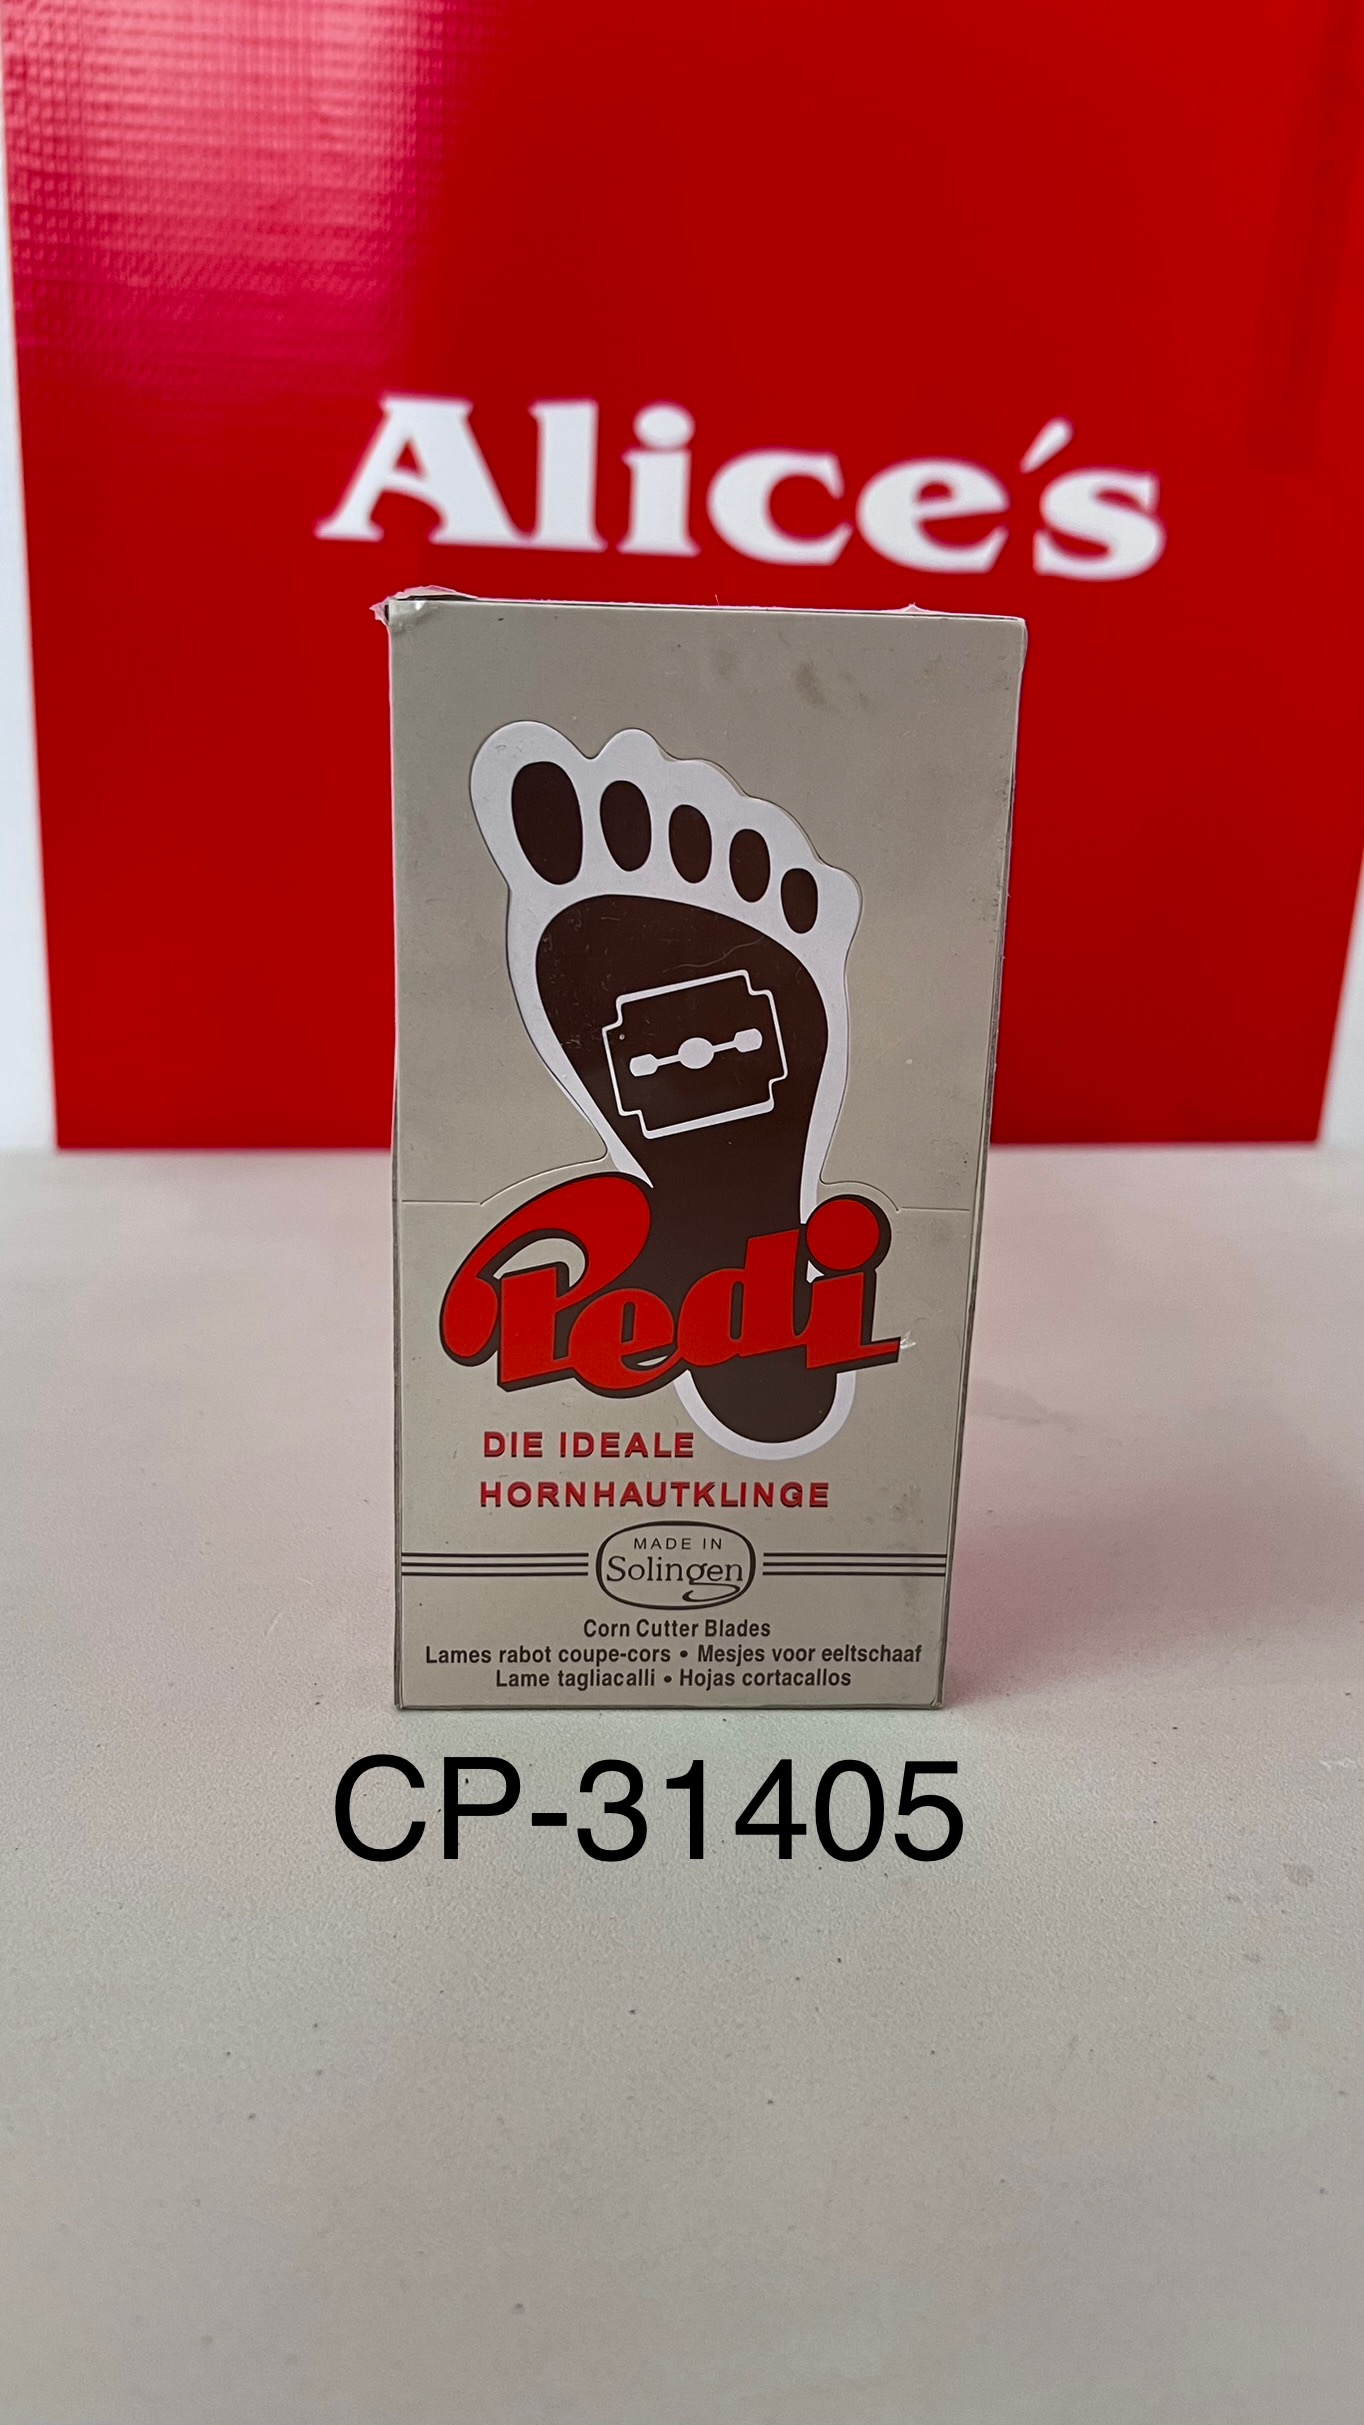 Alice's
Pedi
DIE IDEALE
HORNHAUTKLINGE
MADE IN
Solingen
Corn Cutter Blades
Lames rabot coupe-cors • Mesjes voor eeltschaaf
Lame tagliacalli • Hojas cortacallos
CP-31405